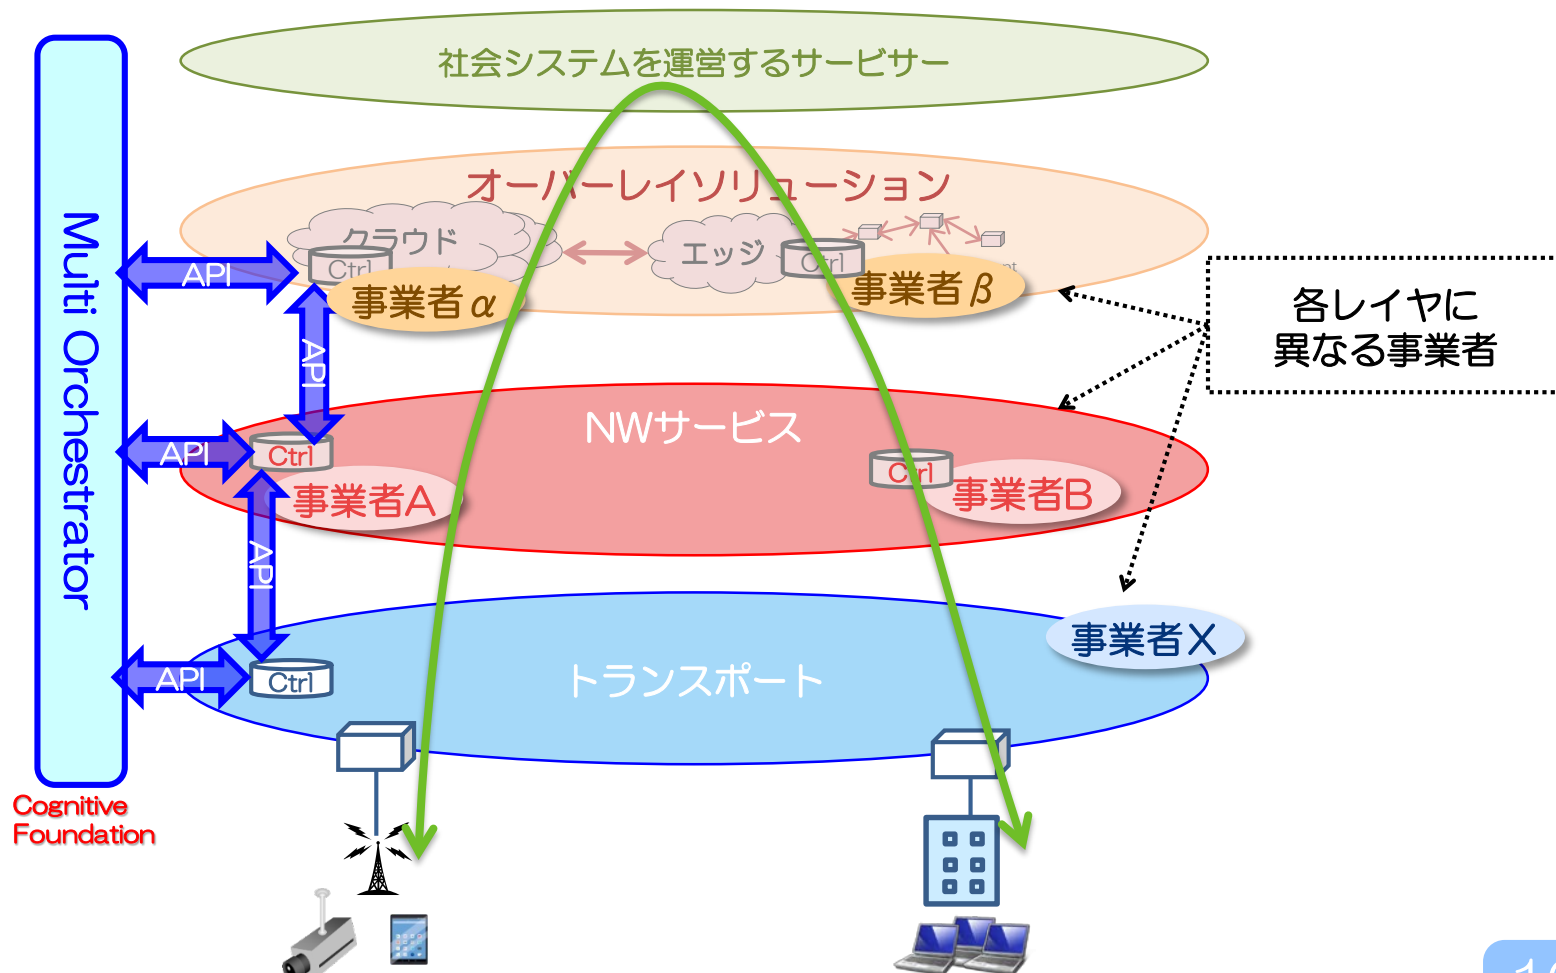 社会システムを運営するサービサー
オーバーレイソリューション
クラウド
エッジ
Ctrl
Ctrl
事業者α
事業者β
API
API
各レイヤに
異なる事業者
Multi Orchestrator
NWサービス
API
Ctrl
Ctrl
事業者A
事業者B
API
事業者X
トランスポート
API
Ctrl
Cognitive
Foundation